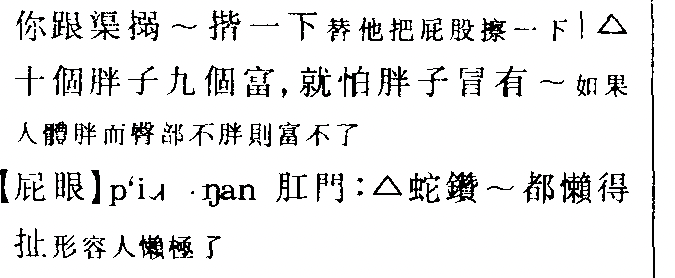 你跟渠搦～揩一下替他把屁股擦一下|△
十個胖子九個富，就怕胖子冒有～如果
人體胖而臀部不胖則富不了
【屁眼】pʻi˩ ·ŋan 肛門：△蛇鑽～都懶得
扯形容人懶極了